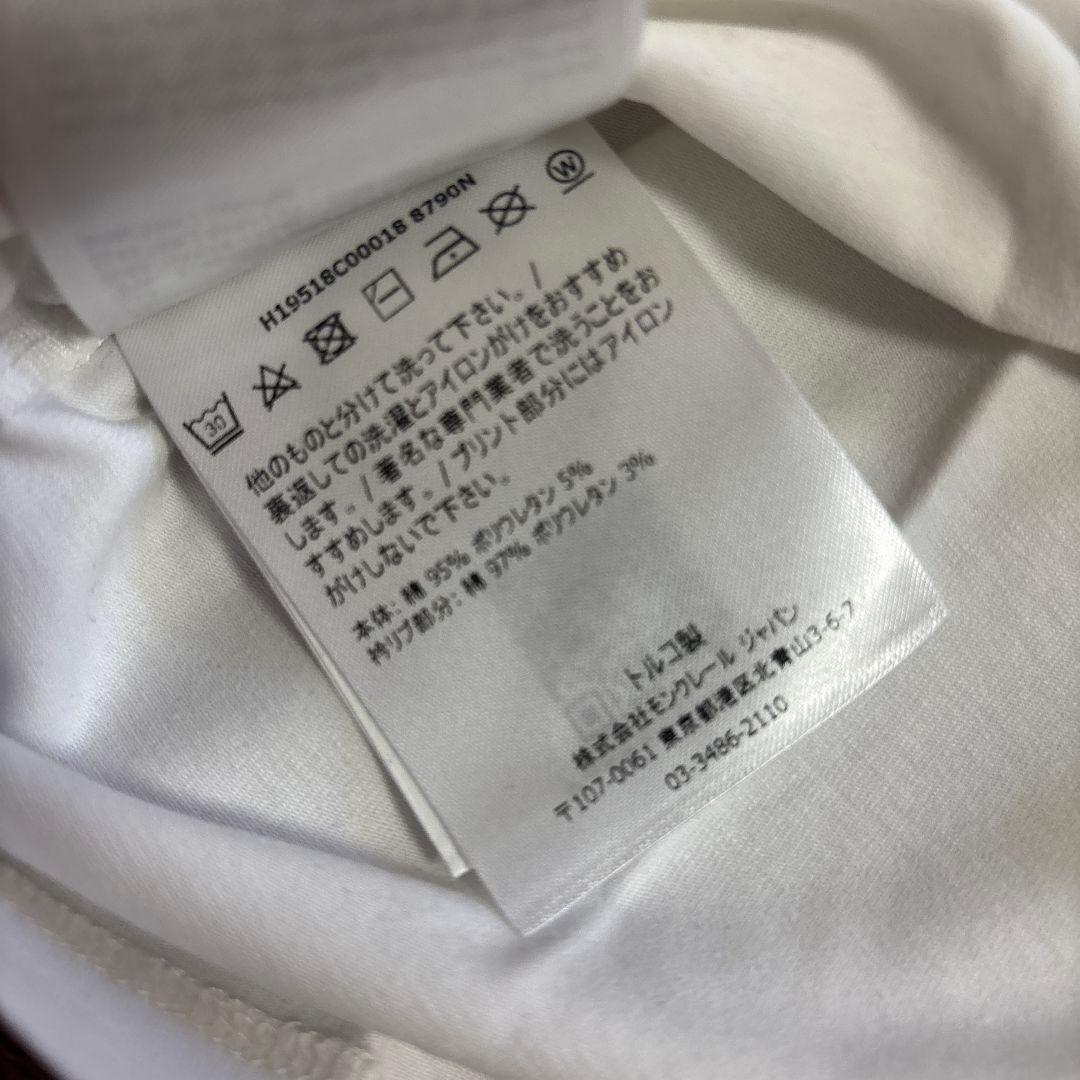 H19518C00018 8790N
W
30
他のものと分けて洗って下さい。/
裏返しての洗濯とアイロンがけをおすすめ
します。/ 著名な専門業者で洗うことをお
すすめします。/ プリント部分にはアイロン
がけしないで下さい。
本体: 綿 95% ポリウレタン 5%
衿リブ部分: 綿 97% ポリウレタン 3%
トルコ製
株式会社モンクレール ジャパン
〒107-0061 東京都港区北青山3-6-7
03-3486-2110